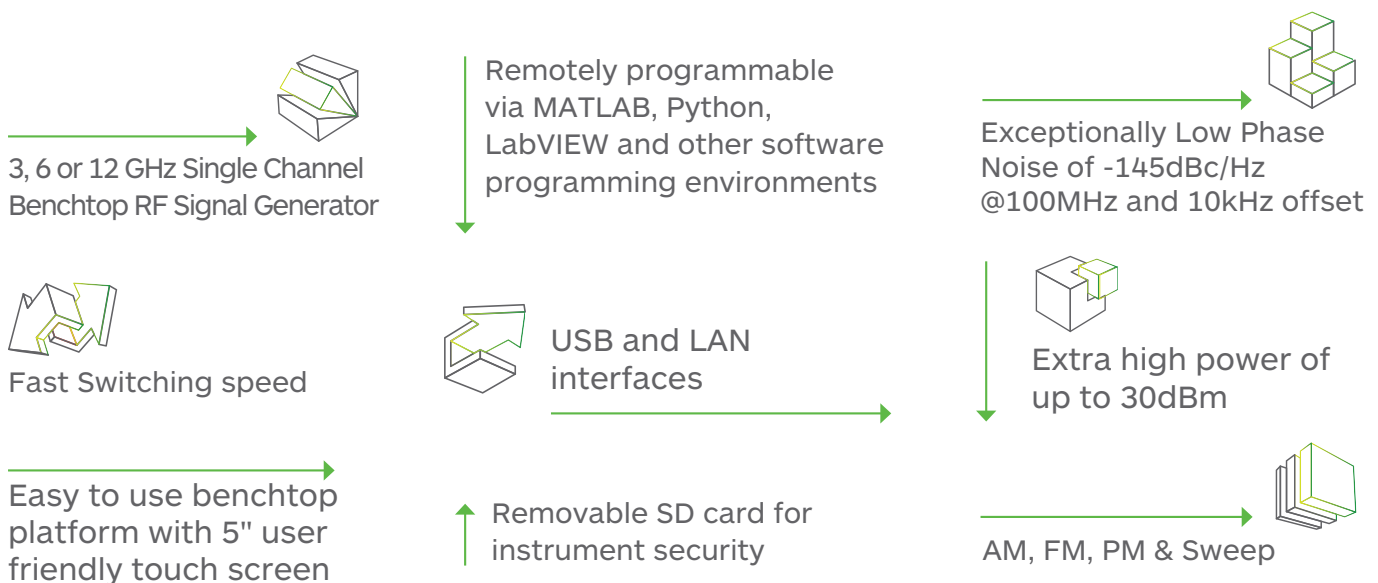 3, 6 or 12 GHz Single Channel
Benchtop RF Signal Generator
Remotely programmable
via MATLAB, Python,
LabVIEW and other software
programming environments
Exceptionally Low Phase
Noise of -145dBc/Hz
@100MHz and 10kHz offset
Fast Switching speed
USB and LAN
interfaces
Extra high power of
up to 30dBm
Easy to use benchtop
platform with 5" user
friendly touch screen
Removable SD card for
instrument security
AM, FM, PM & Sweep